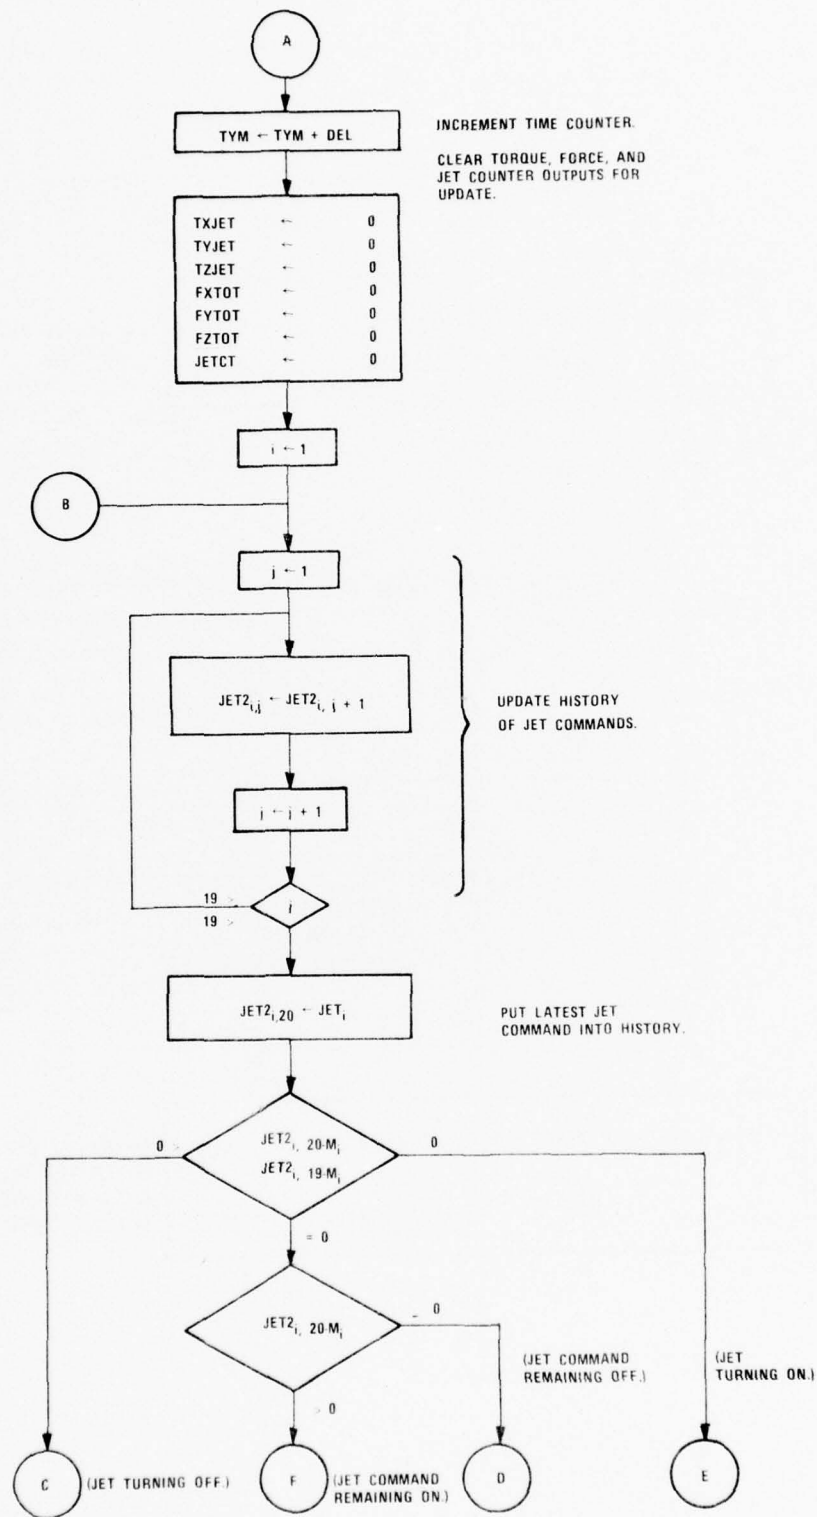 A
TYM ← TYM + DEL
INCREMENT TIME COUNTER.
CLEAR TORQUE, FORCE, AND
JET COUNTER OUTPUTS FOR
UPDATE.
TXJET ← 0
TYJET ← 0
TZJET ← 0
FXTOT ← 0
FYTOT ← 0
FZTOT ← 0
JETCT ← 0
i ← 1
B
j ← 1
JET2i,j ← JET2i, j + 1
UPDATE HISTORY
OF JET COMMANDS.
j ← j + 1
19
19
JET2i,20 ← JETi
PUT LATEST JET
COMMAND INTO HISTORY.
0
JET2i, 20-Mi
JET2i, 19-Mi
0
= 0
JET2i, 20-Mi
0
(JET COMMAND
REMAINING OFF.)
(JET
TURNING ON.)
0
C
(JET TURNING OFF.)
F
(JET COMMAND
REMAINING ON.)
D
E